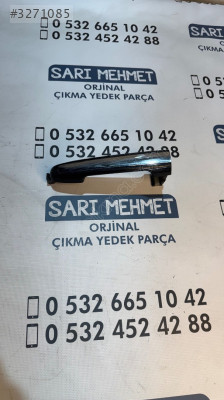 #3271085
0 532 665 10 42
0 532 452 42 88
SARI MEHMET
ORJİNAL
ÇIKMA YEDEK PARÇA
0 532 665 10 42
0 532 452 42 88
SARI MEHMET
ORJİNAL
ÇIKMA YEDEK PARÇA
0 532 665 10 42
0 532 452 42 88